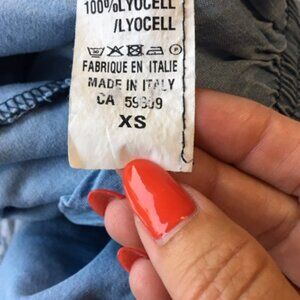 100%LYOCELL
/LYOCELL
FABRIQUE EN ITALIE
MADE IN ITALY
CA 59399
XS